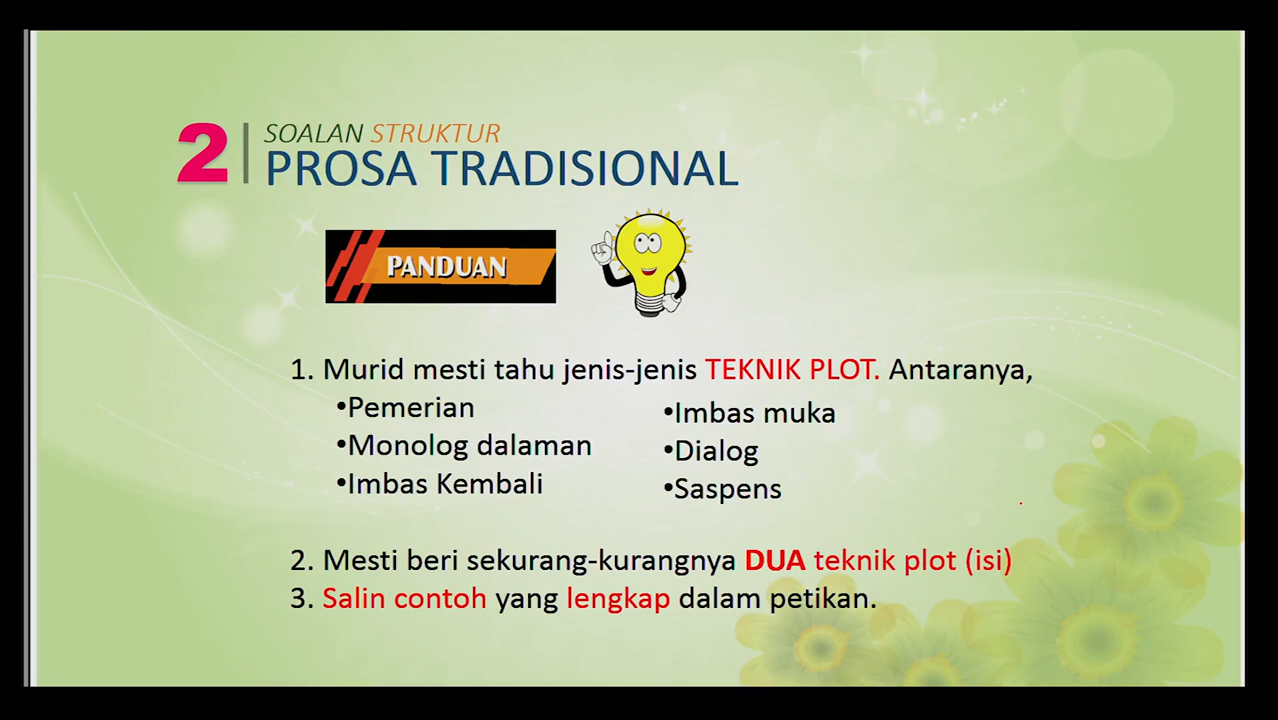 2
SOALAN STRUKTUR
PROSA TRADISIONAL
PANDUAN
1. Murid mesti tahu jenis-jenis TEKNIK PLOT. Antaranya,
•Pemerian
•Monolog dalaman
•Imbas Kembali
•Imbas muka
•Dialog
•Saspens
2. Mesti beri sekurang-kurangnya DUA teknik plot (isi)
3. Salin contoh yang lengkap dalam petikan.